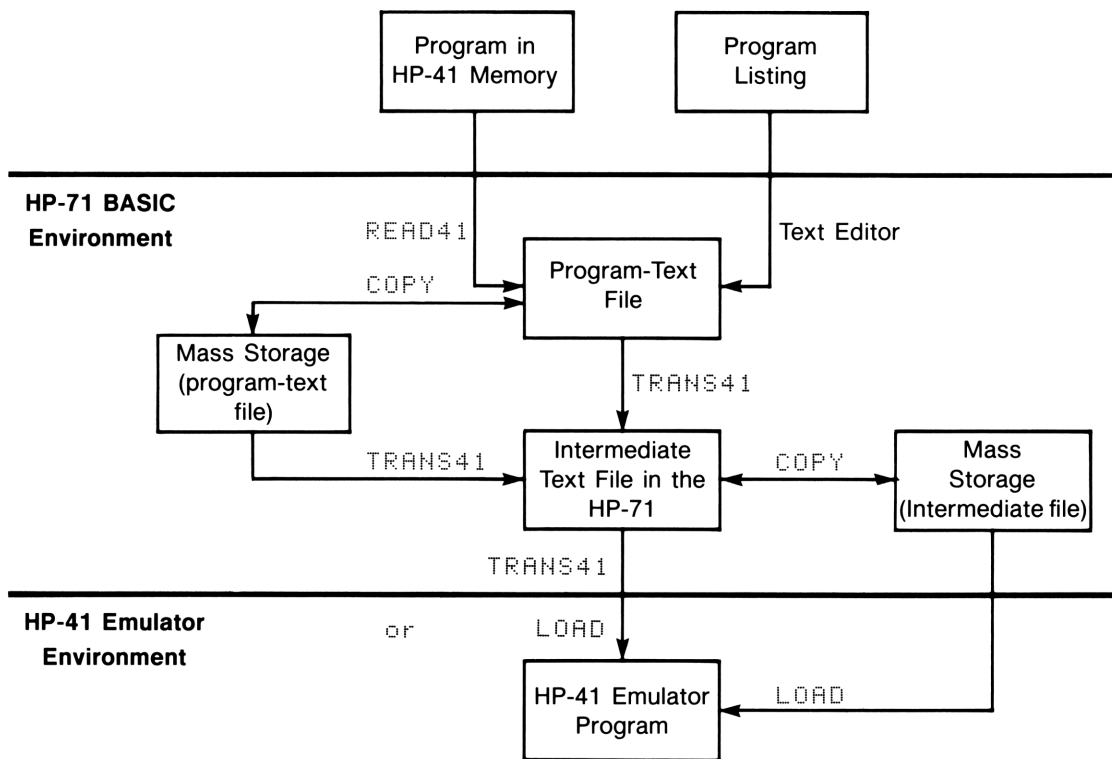 Program in
HP-41 Memory
Program
Listing
HP-71 BASIC
Environment
READ41
Text Editor
Program-Text
File
COPY
Mass Storage
(program-text
file)
TRANS41
TRANS41
Intermediate
Text File in the
HP-71
COPY
Mass
Storage
(Intermediate file)
TRANS41
HP-41 Emulator
Environment
or LOAD
HP-41 Emulator
Program
LOAD